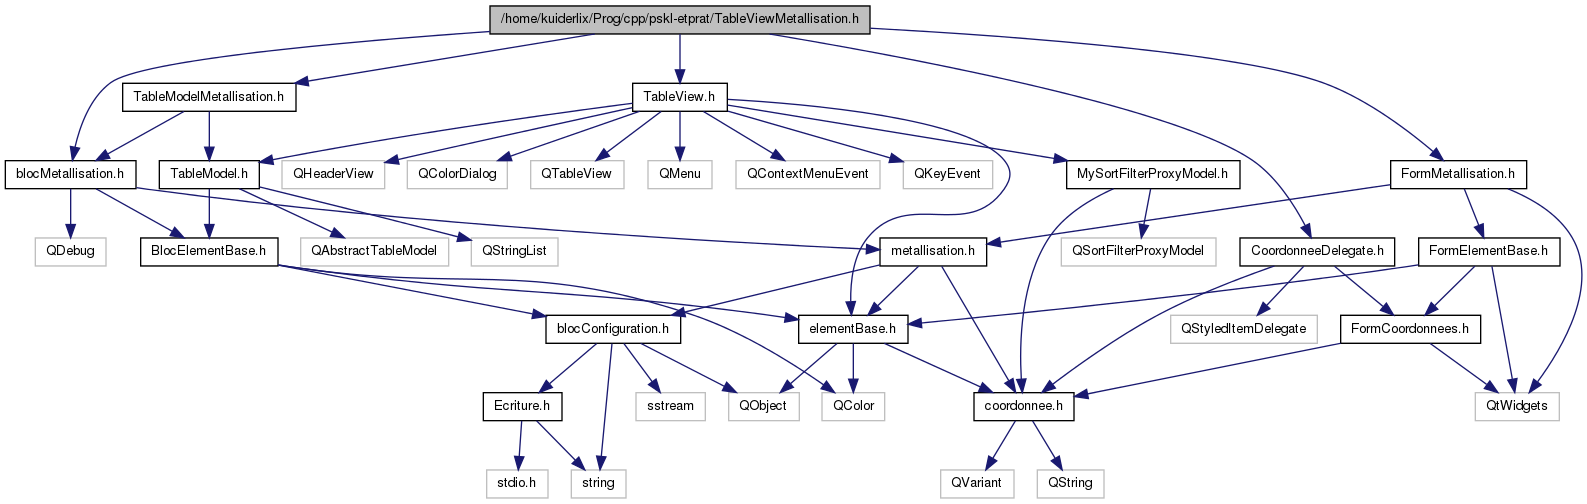 /home/kuiderlix/Prog/cpp/pskl-etprat/TableViewMetallisation.h
TableModelMetallisation.h
TableView.h
blocMetallisation.h
TableModel.h
QHeaderView
QColorDialog
QTableView
QMenu
QContextMenuEvent
QKeyEvent
MySortFilterProxyModel.h
FormMetallisation.h
QDebug
BlocElementBase.h
QAbstractTableModel
QStringList
metallisation.h
QSortFilterProxyModel
CoordonneeDelegate.h
FormElementBase.h
blocConfiguration.h
elementBase.h
QStyledItemDelegate
FormCoordonnees.h
Ecriture.h
sstream
QObject
QColor
coordonnee.h
QtWidgets
stdio.h
string
QVariant
QString